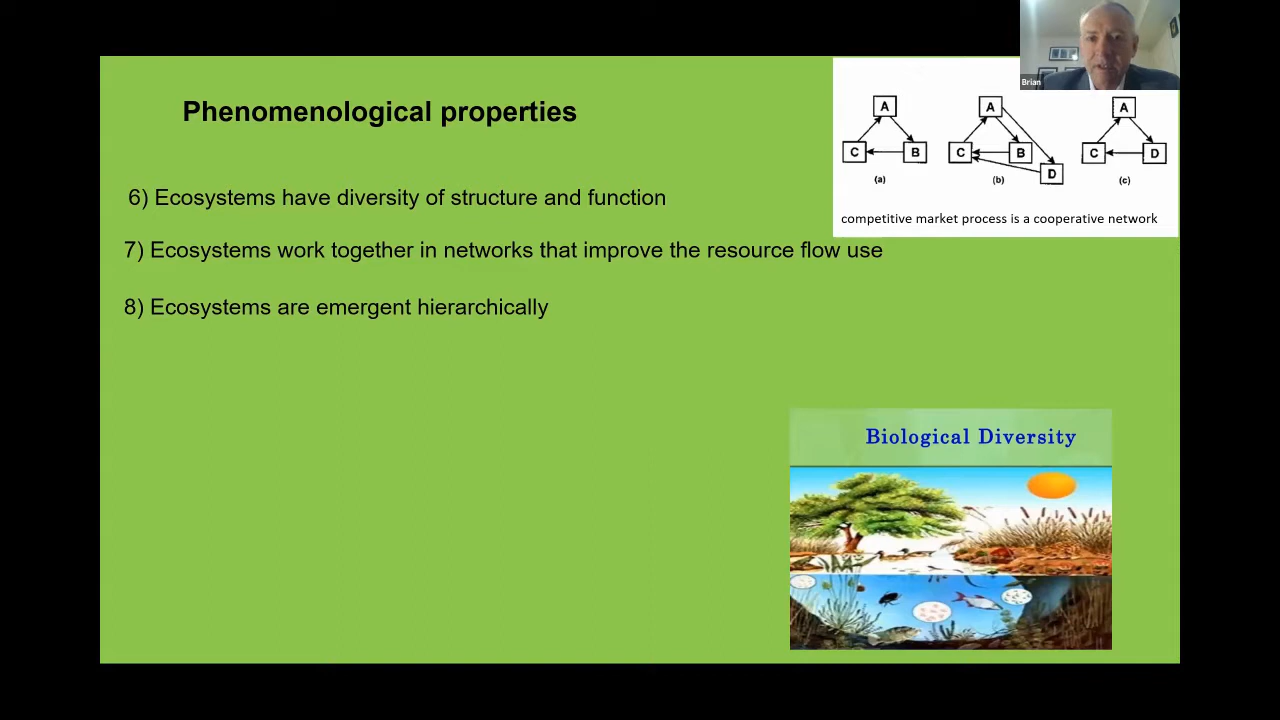 Brian
Phenomenological properties
A
C
B
(a)
A
C
B
D
(b)
A
C
D
(c)
competitive market process is a cooperative network
6) Ecosystems have diversity of structure and function
7) Ecosystems work together in networks that improve the resource flow use
8) Ecosystems are emergent hierarchically
Biological Diversity